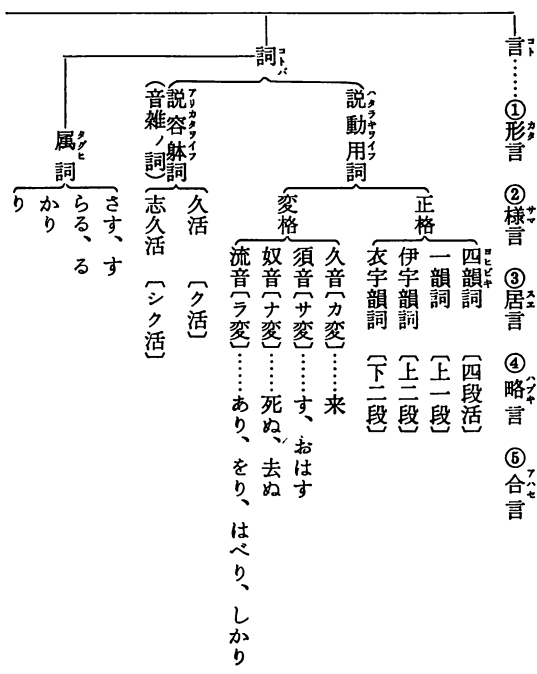 言コト……①形カタ言 ②様サマ言 ③居スエ言 ④略ハブキ言 ⑤合アハセ言
詞コトバ
説動用詞ハタラキヲイフ
正格
四韻詞ヨヒビキ〔四段活〕
一韻詞〔上一段〕
伊宇韻詞〔上二段〕
衣宇韻詞〔下二段〕
変格
久音〔カ変〕……来
須音〔サ変〕……す、おはす
奴音〔ナ変〕……死ぬ、去ぬ
流音〔ラ変〕……あり、をり、はべり、しかり
説容躰詞アリカタヲイフ
(音雑ノ詞)
久活〔ク活〕
志久活〔シク活〕
属詞タグヒ
さす、す
らる、る
かり
り